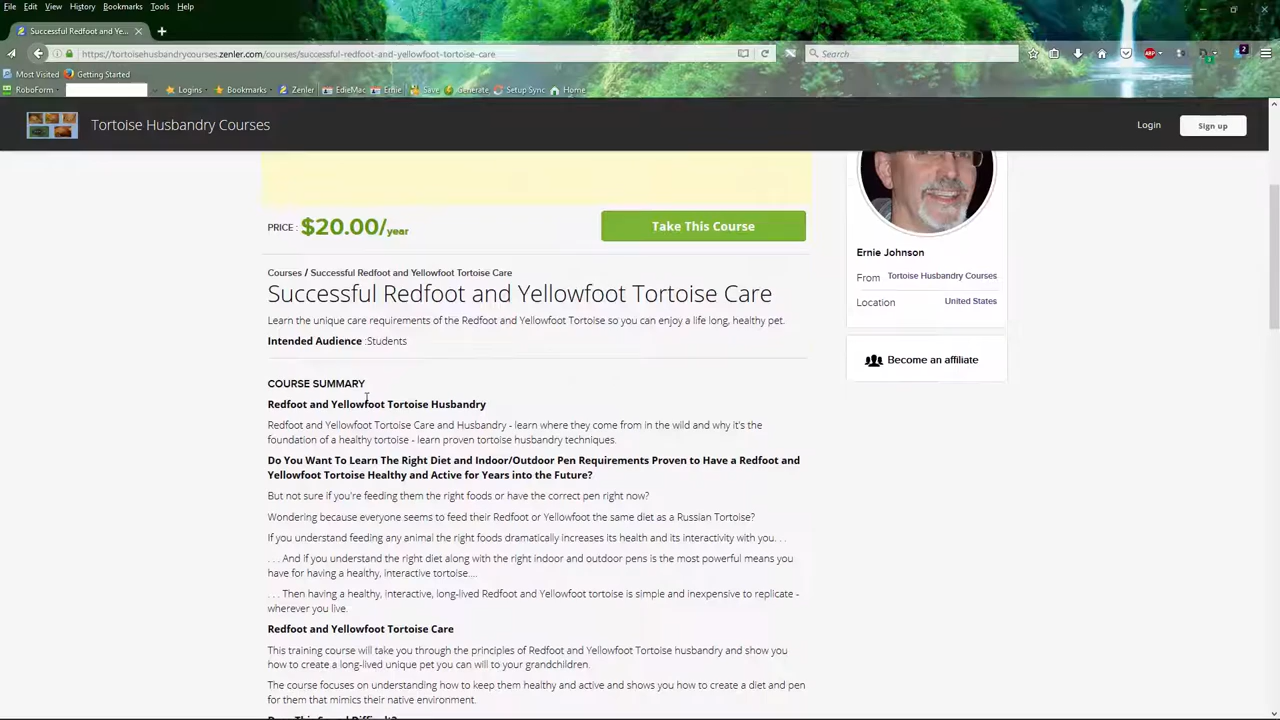 File Edit View History Bookmarks Tools Help
Successful Redfoot and Ye...
https://tortoisehusbandrycourses.zenler.com/courses/successful-redfoot-and-yellowfoot-tortoise-care
Search
ABP
2
3
Most Visited Getting Started
RoboForm Logins Bookmarks Zenler EdieMac Ernie Save Generate Setup Sync Home
Tortoise Husbandry Courses
Login Sign up
PRICE : $20.00/year
Take This Course
Courses / Successful Redfoot and Yellowfoot Tortoise Care
Successful Redfoot and Yellowfoot Tortoise Care
Learn the unique care requirements of the Redfoot and Yellowfoot Tortoise so you can enjoy a life long, healthy pet.
Intended Audience :Students
COURSE SUMMARY
Redfoot and Yellowfoot Tortoise Husbandry
Redfoot and Yellowfoot Tortoise Care and Husbandry - learn where they come from in the wild and why it's the
foundation of a healthy tortoise - learn proven tortoise husbandry techniques.
Do You Want To Learn The Right Diet and Indoor/Outdoor Pen Requirements Proven to Have a Redfoot and
Yellowfoot Tortoise Healthy and Active for Years into the Future?
But not sure if you're feeding them the right foods or have the correct pen right now?
Wondering because everyone seems to feed their Redfoot or Yellowfoot the same diet as a Russian Tortoise?
If you understand feeding any animal the right foods dramatically increases its health and its interactivity with you. . .
. . . And if you understand the right diet along with the right indoor and outdoor pens is the most powerful means you
have for having a healthy, interactive tortoise....
. . . Then having a healthy, interactive, long-lived Redfoot and Yellowfoot tortoise is simple and inexpensive to replicate -
wherever you live.
Redfoot and Yellowfoot Tortoise Care
This training course will take you through the principles of Redfoot and Yellowfoot Tortoise husbandry and show you
how to create a long-lived unique pet you can will to your grandchildren.
The course focuses on understanding how to keep them healthy and active and shows you how to create a diet and pen
for them that mimics their native environment.
Does This Sound Difficult?
Ernie Johnson
From Tortoise Husbandry Courses
Location United States
Become an affiliate